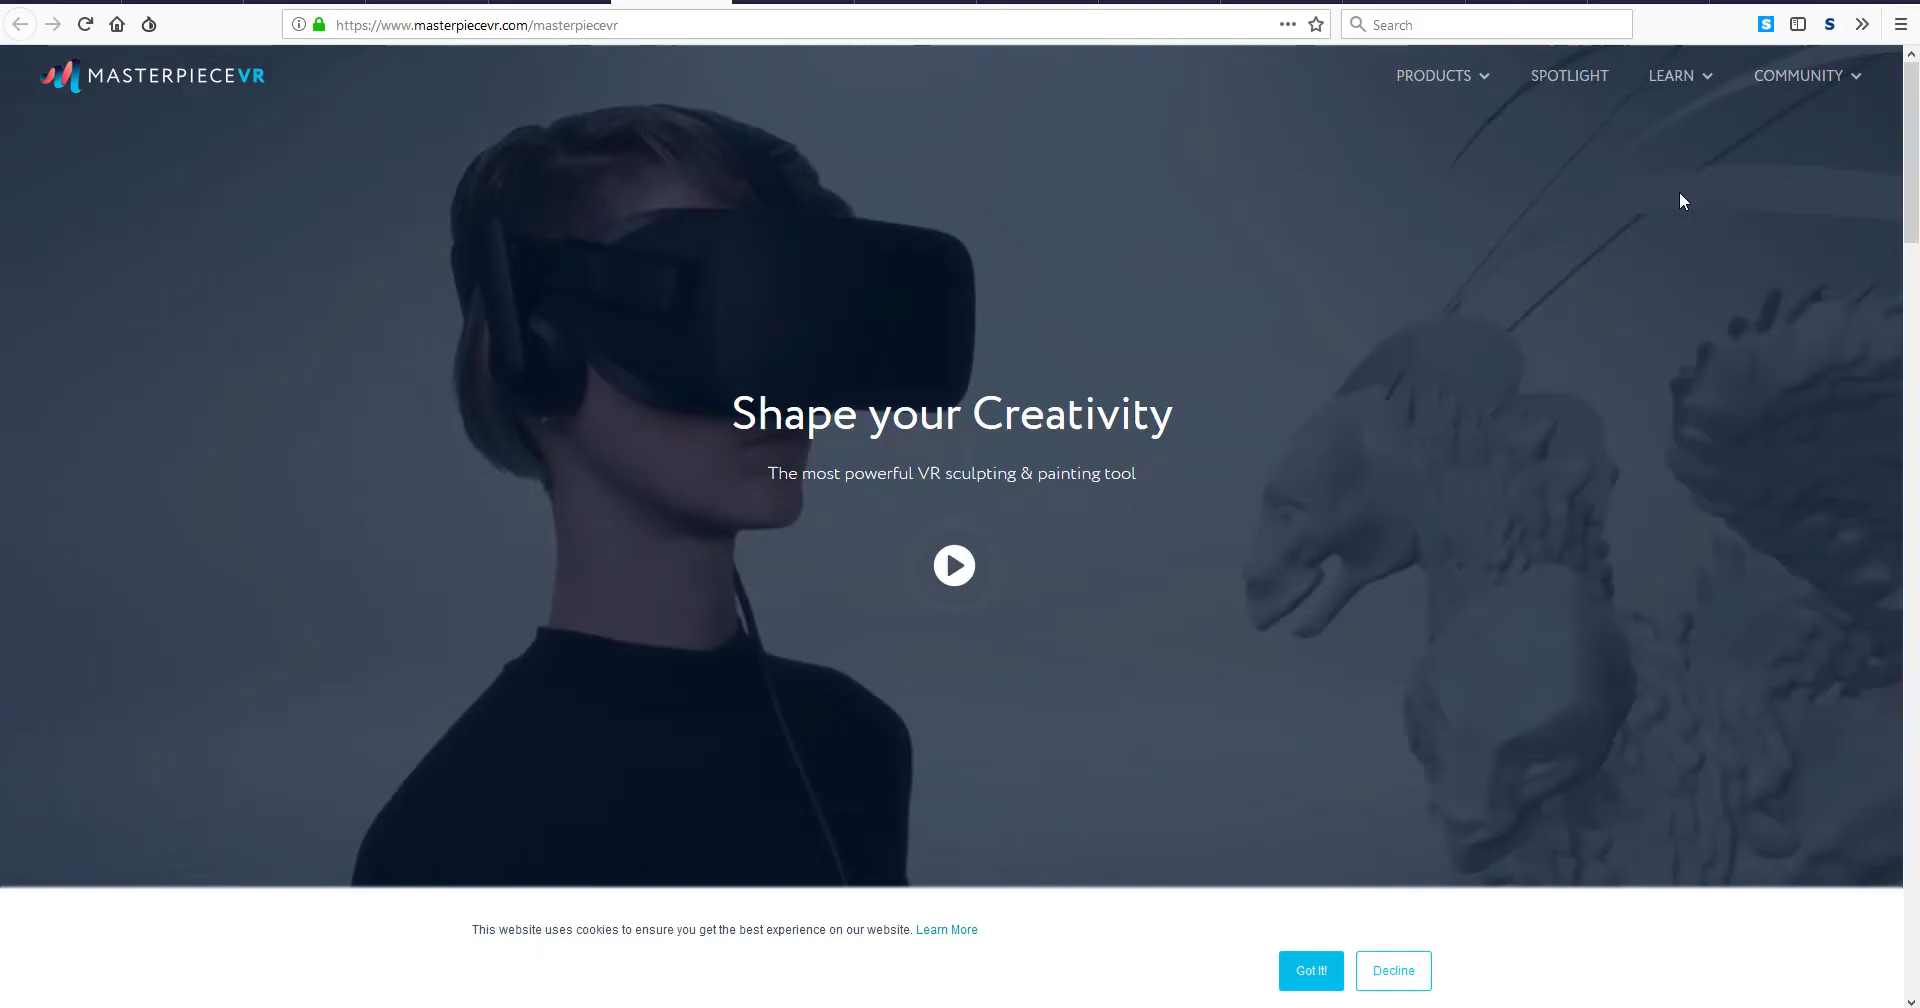 https://www.masterpiecevr.com/masterpiecevr
Search
MASTERPIECEVR
PRODUCTS
SPOTLIGHT
LEARN
COMMUNITY
Shape your Creativity
The most powerful VR sculpting & painting tool
This website uses cookies to ensure you get the best experience on our website. Learn More
Got It!
Decline